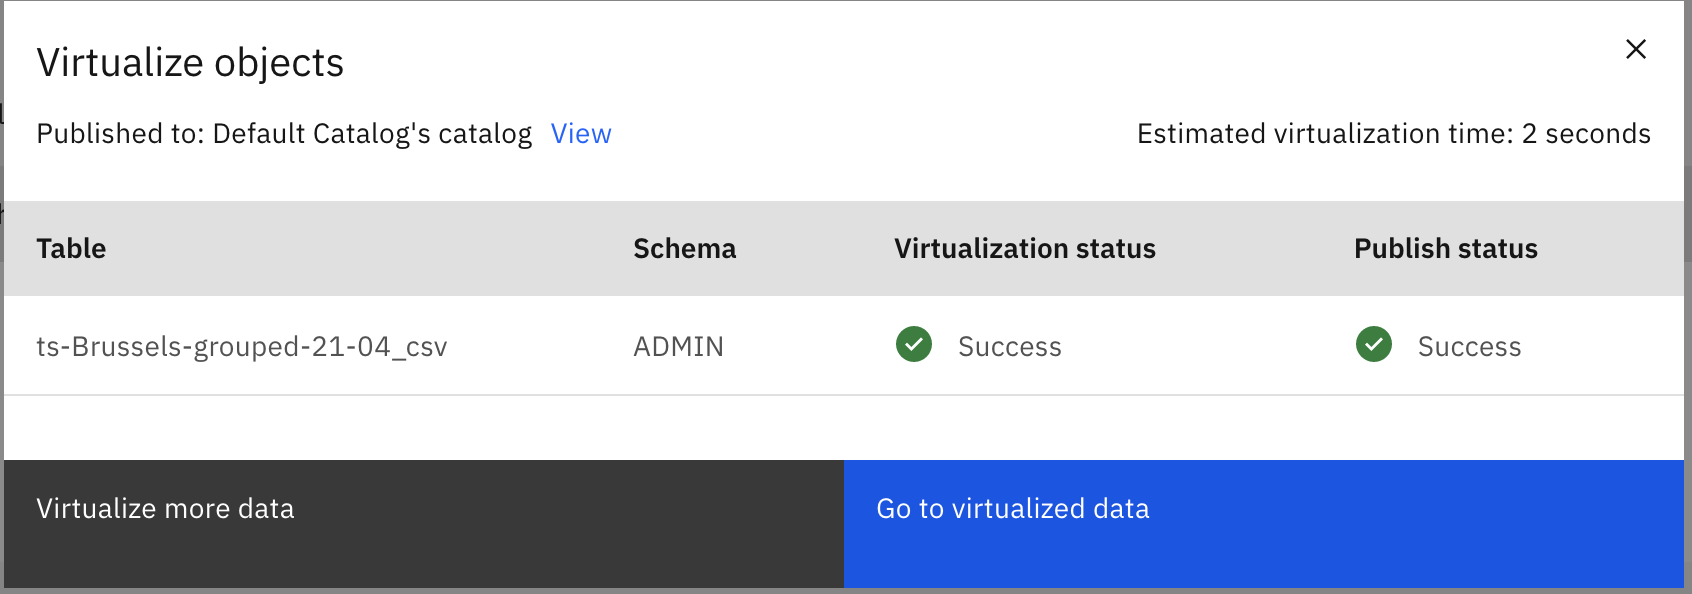 Virtualize objects
Published to: Default Catalog's catalog View
Estimated virtualization time: 2 seconds
Table Schema Virtualization status Publish status
ts-Brussels-grouped-21-04_csv ADMIN Success Success
Virtualize more data
Go to virtualized data